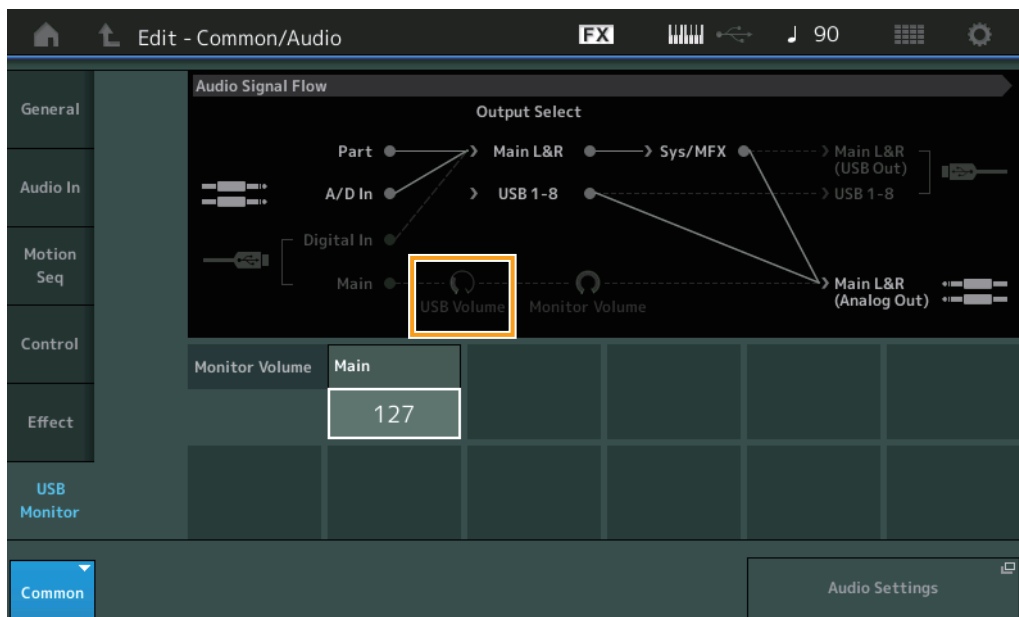 Edit - Common/Audio
FX
90
General
Audio In
Motion
Seq
Control
Effect
USB
Monitor
Common
Audio Signal Flow
Output Select
Part
Main L&R
Sys/MFX
Main L&R
(USB Out)
A/D In
USB 1-8
USB 1-8
Digital In
Main
USB Volume
Monitor Volume
Main L&R
(Analog Out)
Monitor Volume
Main
127
Audio Settings